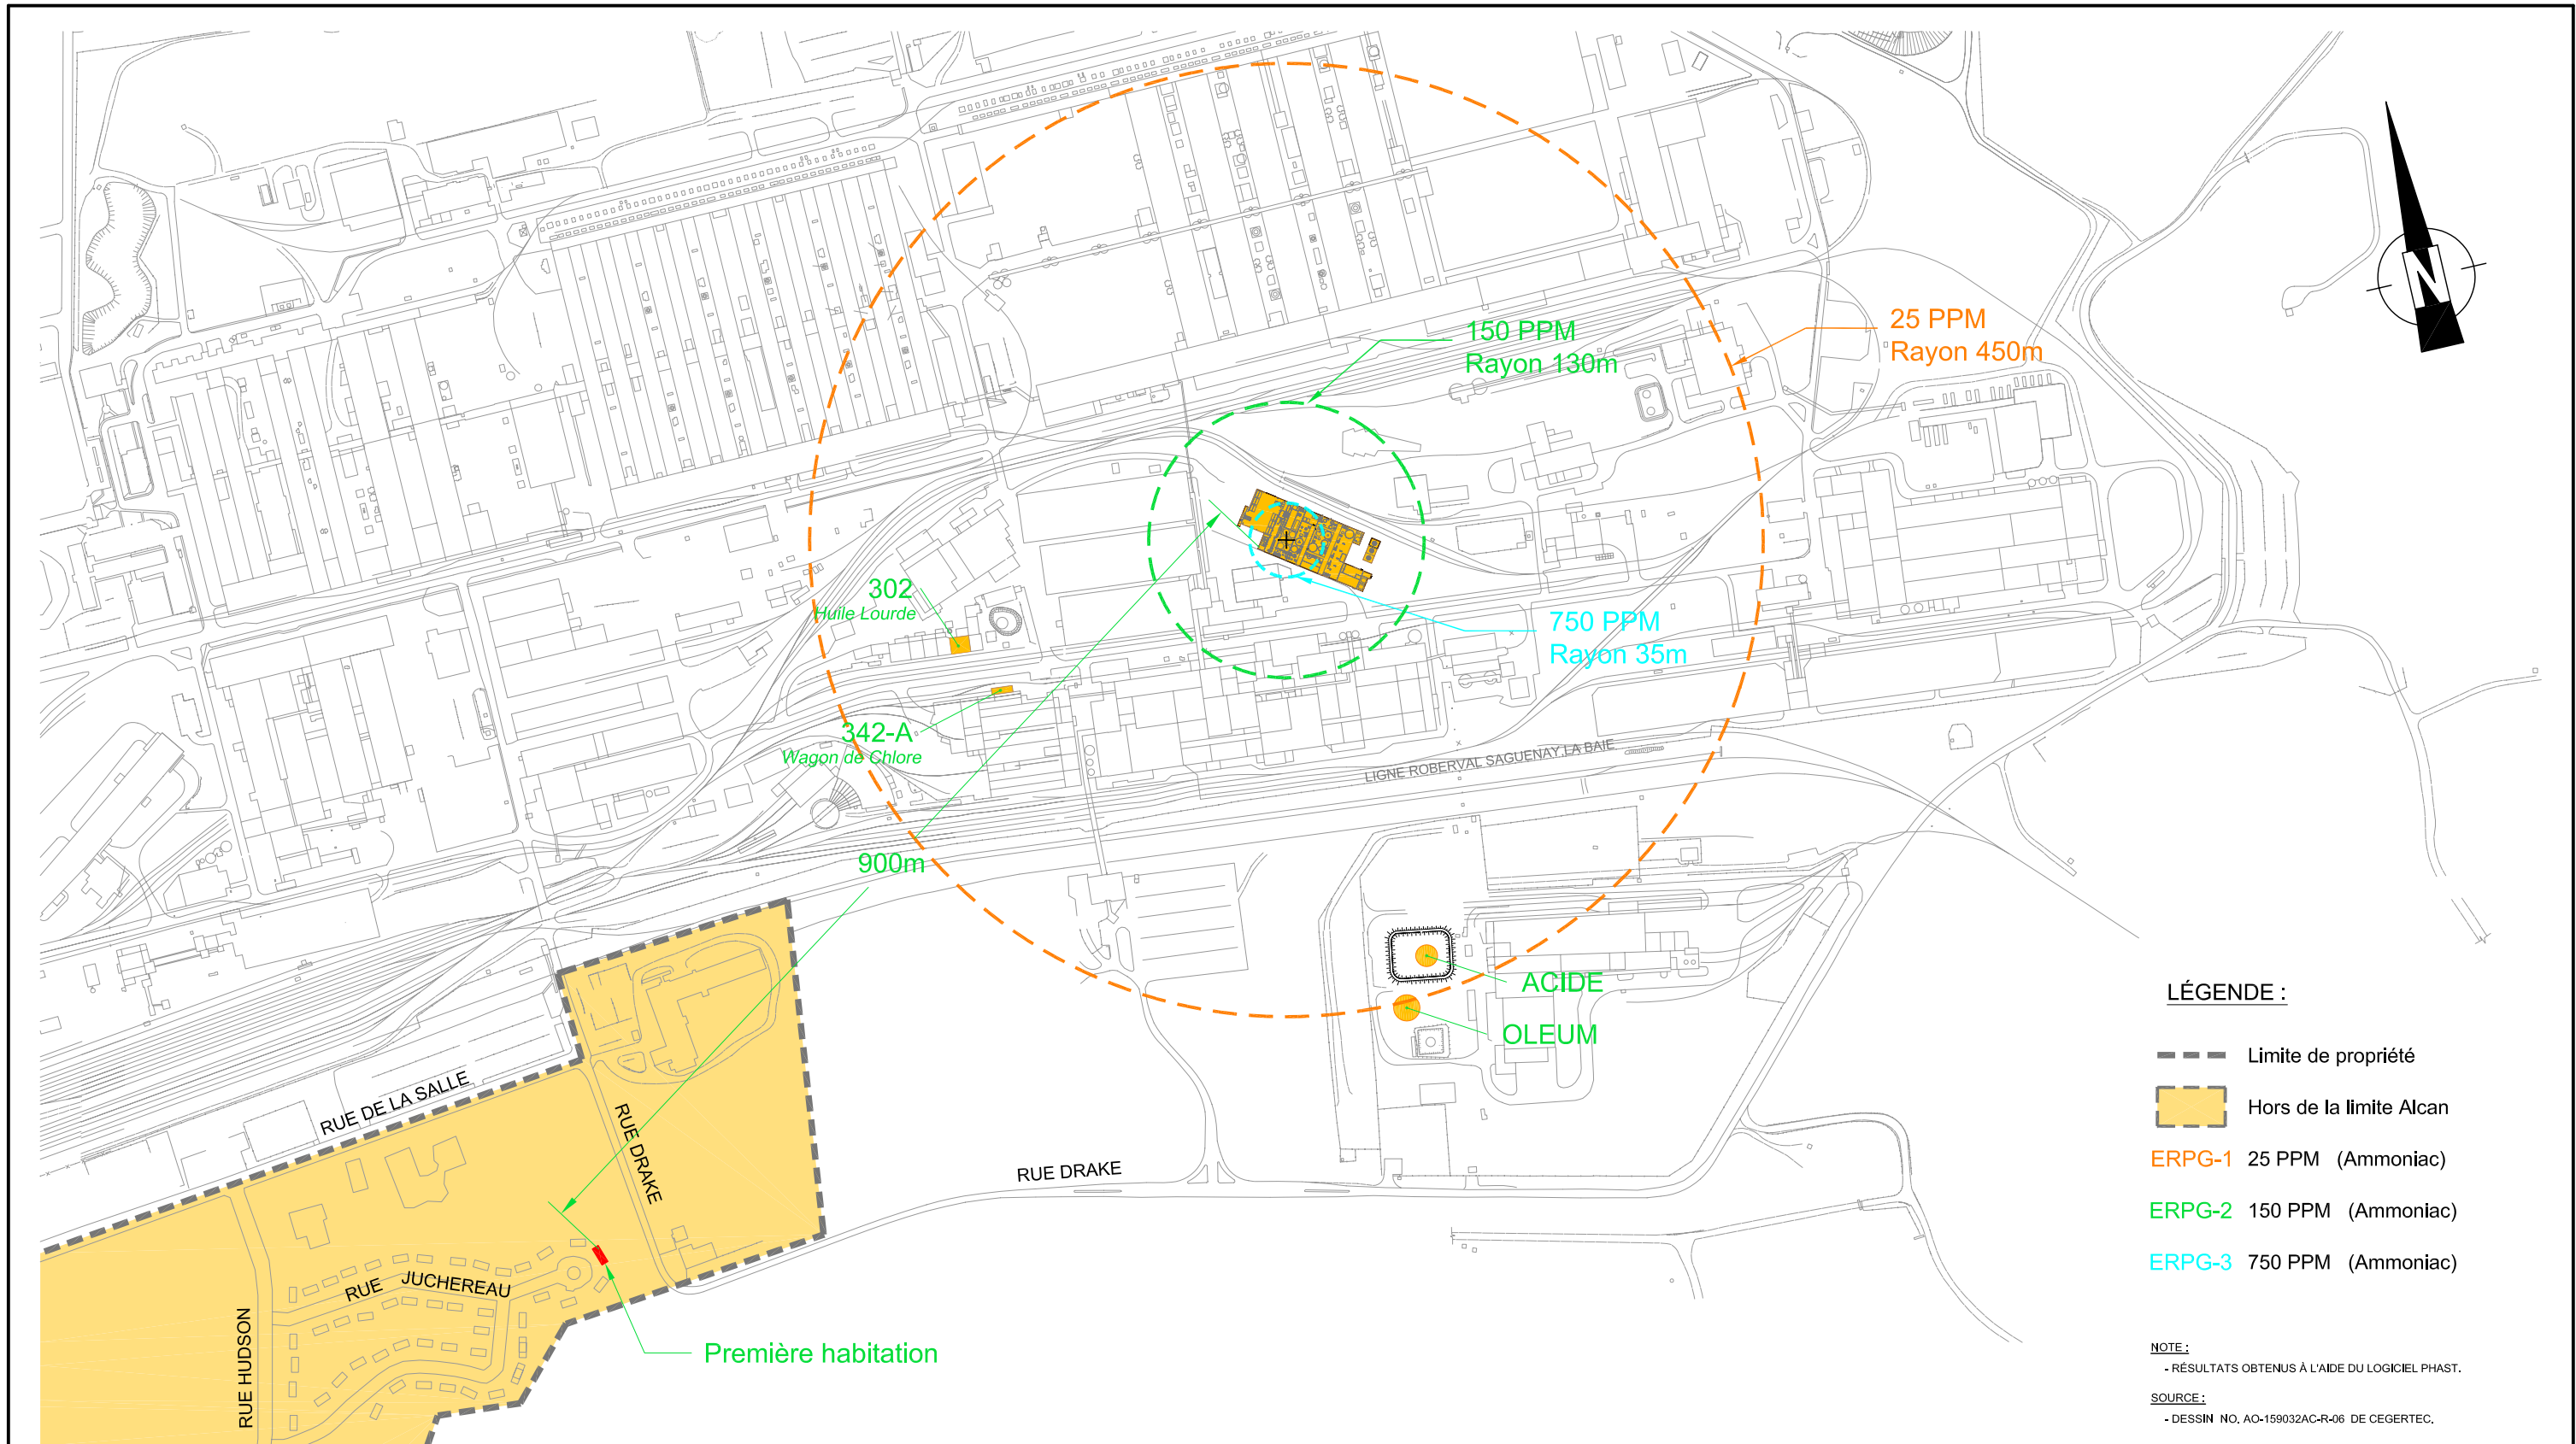 N
150 PPM
Rayon 130m
25 PPM
Rayon 450m
302
Huile Lourde
750 PPM
Rayon 35m
342-A
Wagon de Chlore
LIGNE ROBERVAL SAGUENAY, LA BAIE
900m
ACIDE
OLEUM
RUE DE LA SALLE
RUE DRAKE
RUE DRAKE
RUE JUCHEREAU
RUE HUDSON
Première habitation
LÉGENDE :
Limite de propriété
Hors de la limite Alcan
ERPG-1 25 PPM (Ammoniac)
ERPG-2 150 PPM (Ammoniac)
ERPG-3 750 PPM (Ammoniac)
NOTE :
- RÉSULTATS OBTENUS À L'AIDE DU LOGICIEL PHAST.
SOURCE :
- DESSIN NO. AO-159032AC-R-06 DE CEGERTEC.